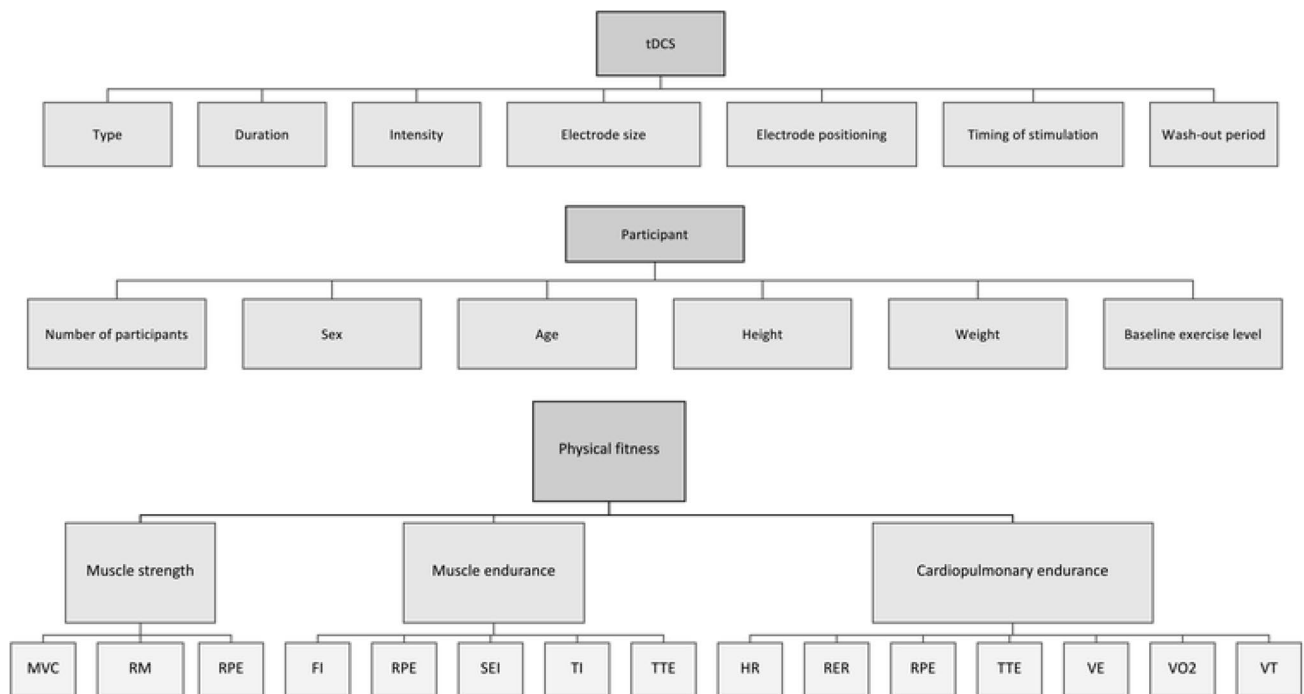 tDCS
Type
Duration
Intensity
Electrode size
Electrode positioning
Timing of stimulation
Wash-out period
Participant
Number of participants
Sex
Age
Height
Weight
Baseline exercise level
Physical fitness
Muscle strength
Muscle endurance
Cardiopulmonary endurance
MVC
RM
RPE
FI
RPE
SEI
TI
TTE
HR
RER
RPE
TTE
VE
VO2
VT